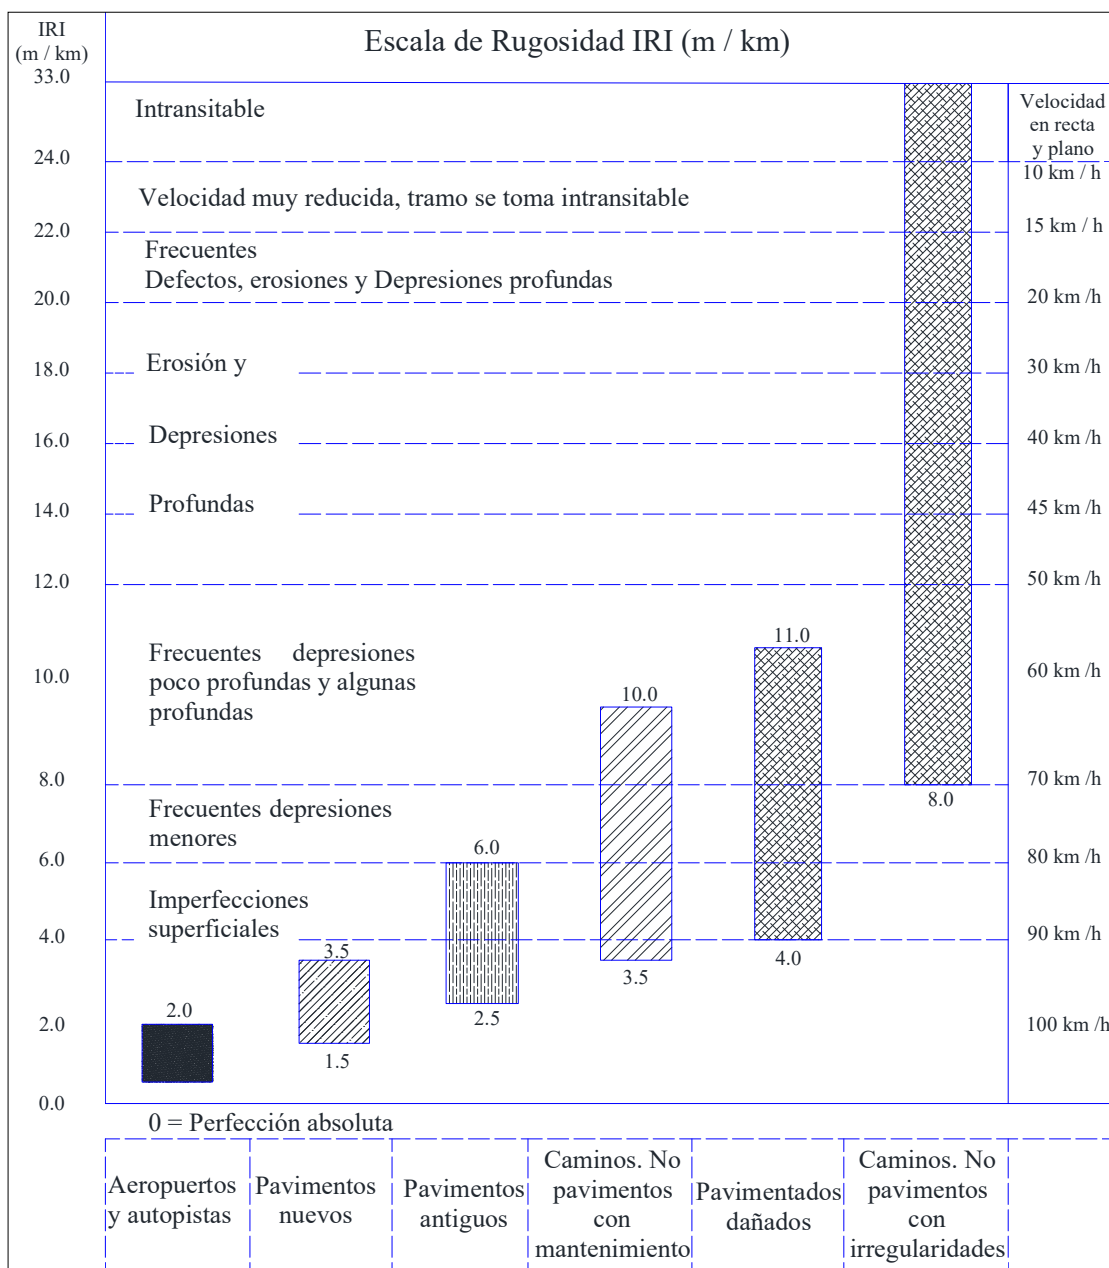 IRI
(m / km)
Escala de Rugosidad IRI (m / km)
33.0
Intransitable
Velocidad
en recta
y plano
24.0
10 km / h
Velocidad muy reducida, tramo se toma intransitable
22.0
15 km / h
Frecuentes
Defectos, erosiones y Depresiones profundas
20.0
20 km /h
Erosión y
18.0
30 km /h
Depresiones
16.0
40 km /h
Profundas
14.0
45 km /h
12.0
50 km /h
11.0
Frecuentes depresiones
poco profundas y algunas
profundas
10.0
60 km /h
10.0
8.0
70 km /h
8.0
Frecuentes depresiones
menores
6.0
6.0
80 km /h
Imperfecciones
superficiales
4.0
90 km /h
3.5
4.0
3.5
2.5
2.0
2.0
100 km /h
1.5
0.0
0 = Perfección absoluta
Aeropuertos
y autopistas
Pavimentos
nuevos
Pavimentos
antiguos
Caminos. No
pavimentos
con
mantenimiento
Pavimentados
dañados
Caminos. No
pavimentos
con
irregularidades